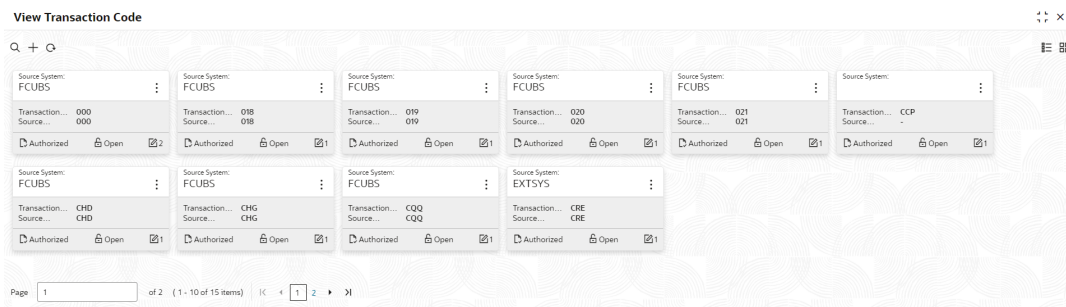 View Transaction Code
Source System:
FCUBS
Transaction... 000
Source... 000
Authorized Open 2
Source System:
FCUBS
Transaction... 018
Source... 018
Authorized Open 1
Source System:
FCUBS
Transaction... 019
Source... 019
Authorized Open 1
Source System:
FCUBS
Transaction... 020
Source... 020
Authorized Open 1
Source System:
FCUBS
Transaction... 021
Source... 021
Authorized Open 1
Source System:
Transaction... CCP
Source... -
Authorized Open 1
Source System:
FCUBS
Transaction... CHD
Source... CHD
Authorized Open 1
Source System:
FCUBS
Transaction... CHG
Source... CHG
Authorized Open 1
Source System:
FCUBS
Transaction... CQQ
Source... CQQ
Authorized Open 1
Source System:
EXTSYS
Transaction... CRE
Source... CRE
Authorized Open 1
Page 1 of 2 (1 - 10 of 15 items) 1 2